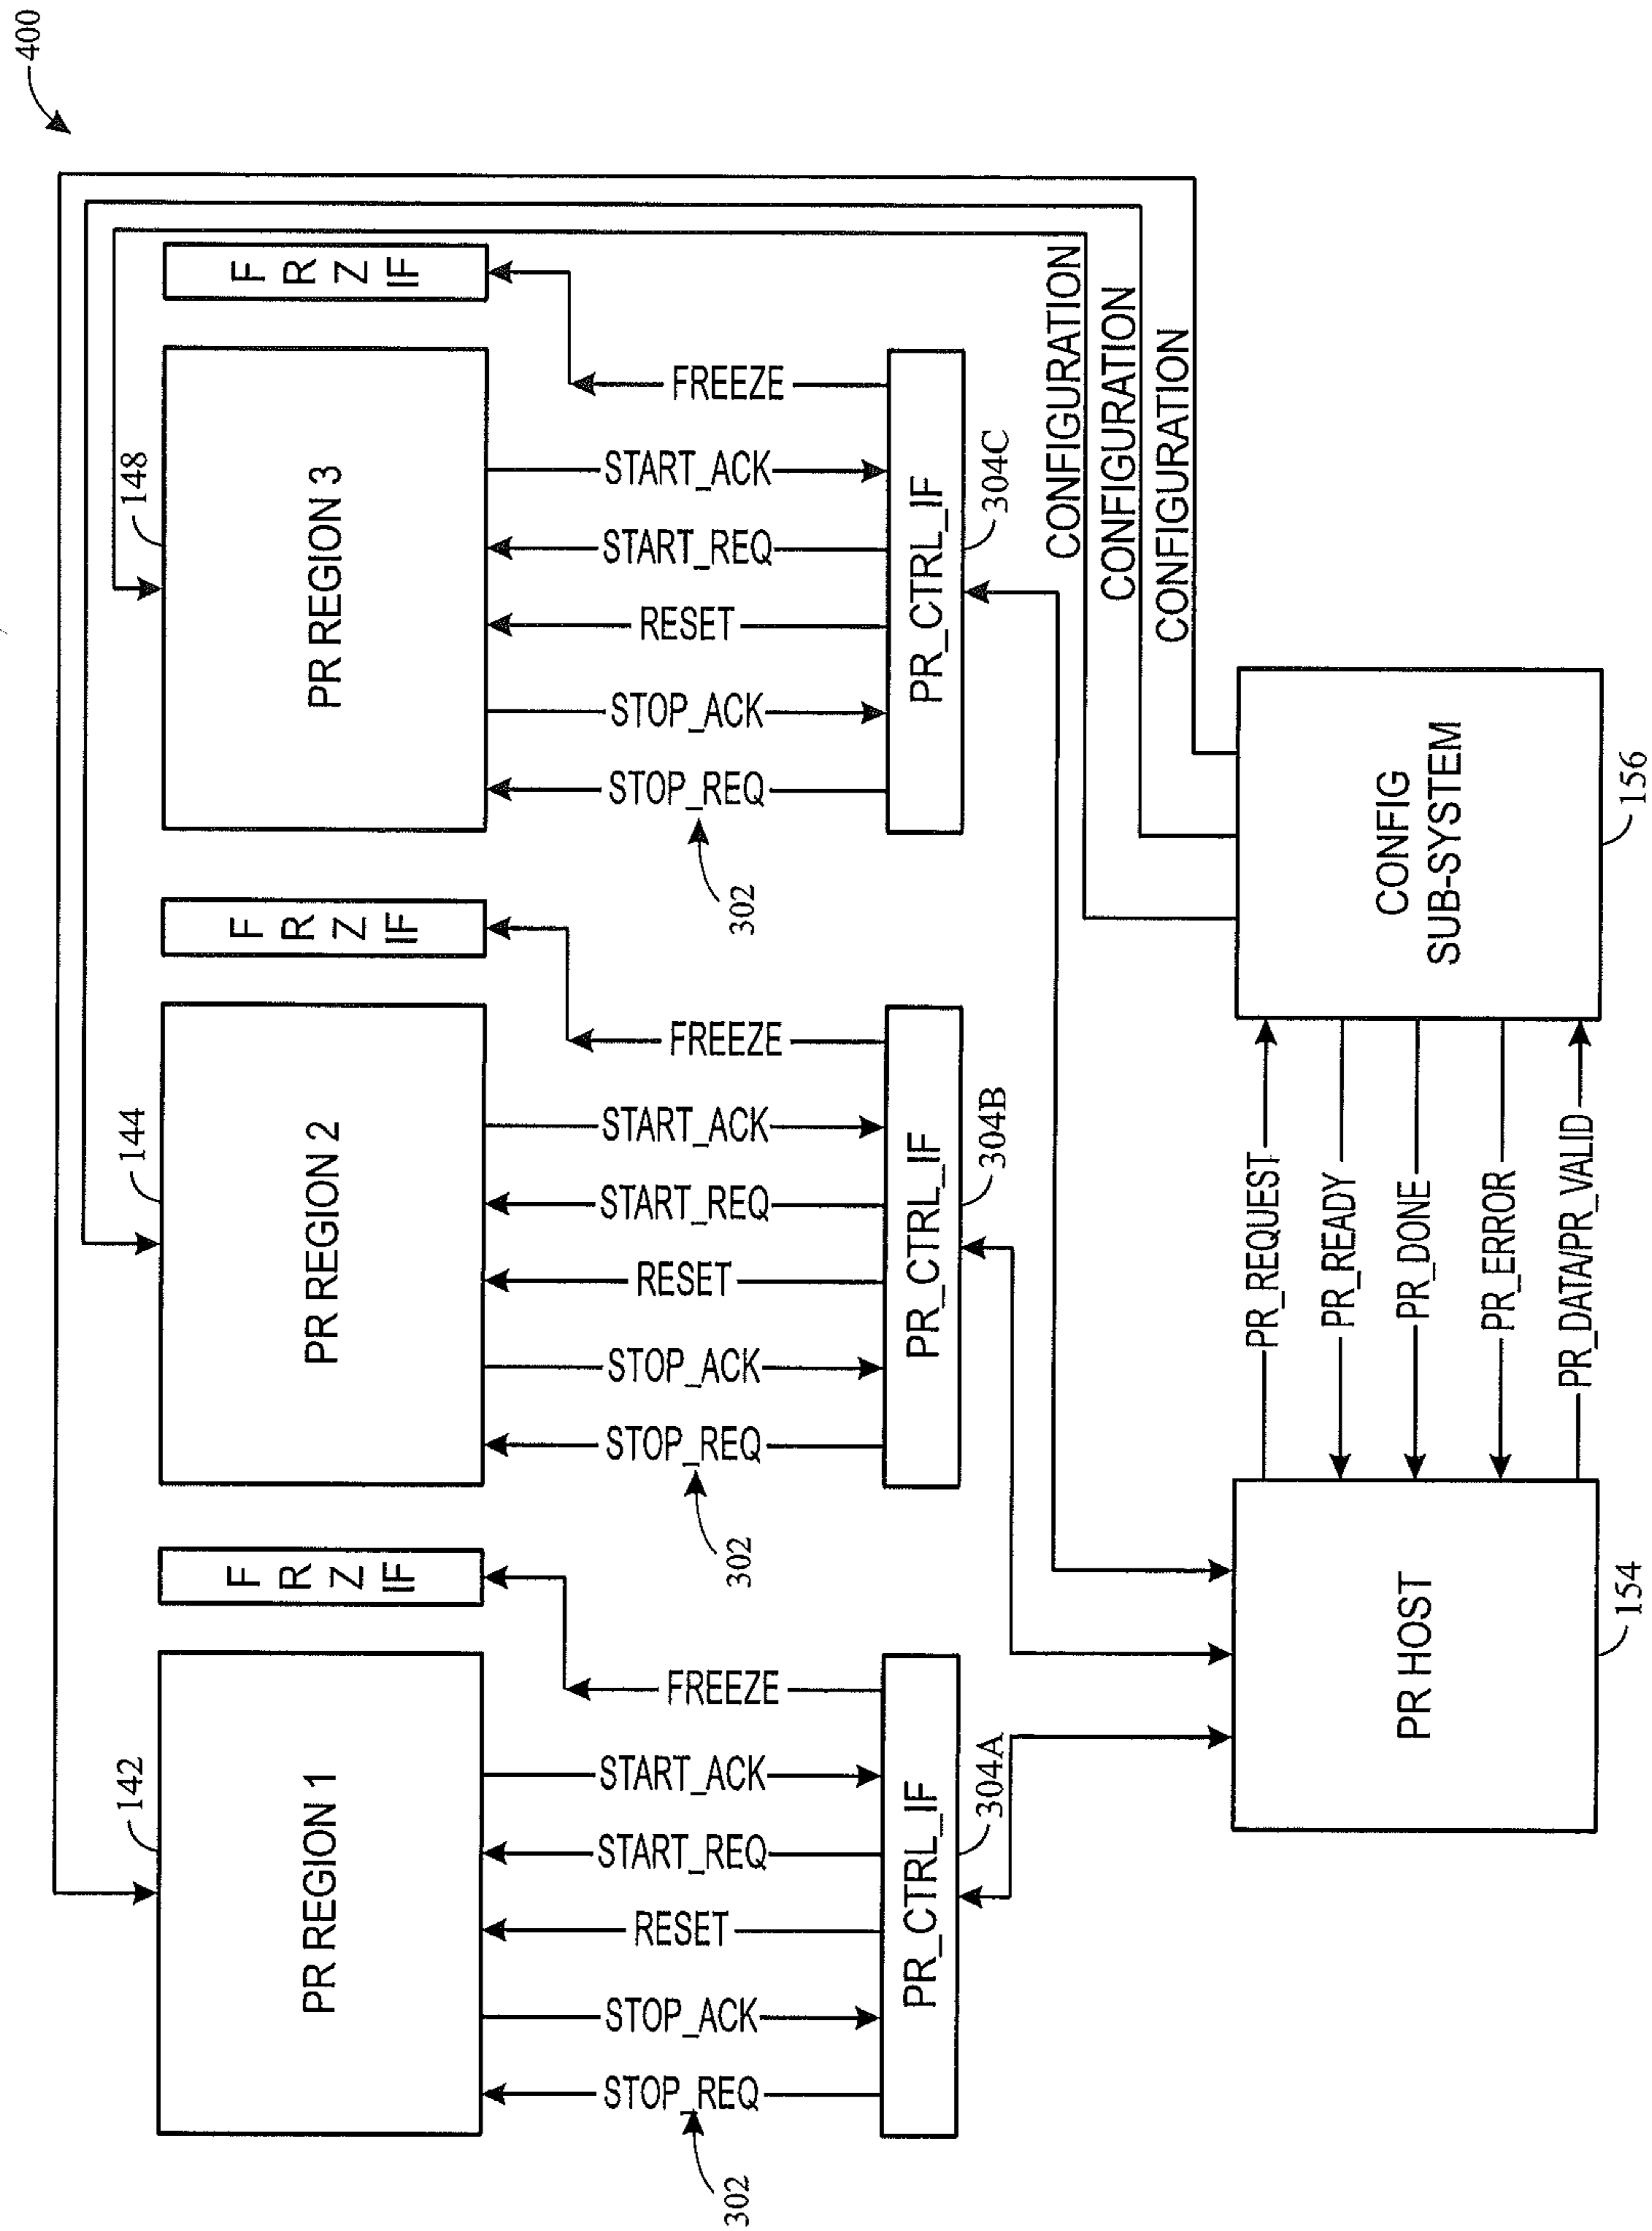 400
142
PR REGION 1
F
R
Z
IF
STOP_REQ
STOP_ACK
RESET
START_REQ
START_ACK
FREEZE
302
PR_CTRL_IF
304A
144
PR REGION 2
F
R
Z
IF
STOP_REQ
STOP_ACK
RESET
START_REQ
START_ACK
FREEZE
302
PR_CTRL_IF
304B
148
PR REGION 3
F
R
Z
IF
STOP_REQ
STOP_ACK
RESET
START_REQ
START_ACK
FREEZE
302
PR_CTRL_IF
304C
CONFIGURATION
CONFIGURATION
CONFIGURATION
PR HOST
154
PR_REQUEST
PR_READY
PR_DONE
PR_ERROR
PR_DATA/PR_VALID
CONFIG
SUB-SYSTEM
156